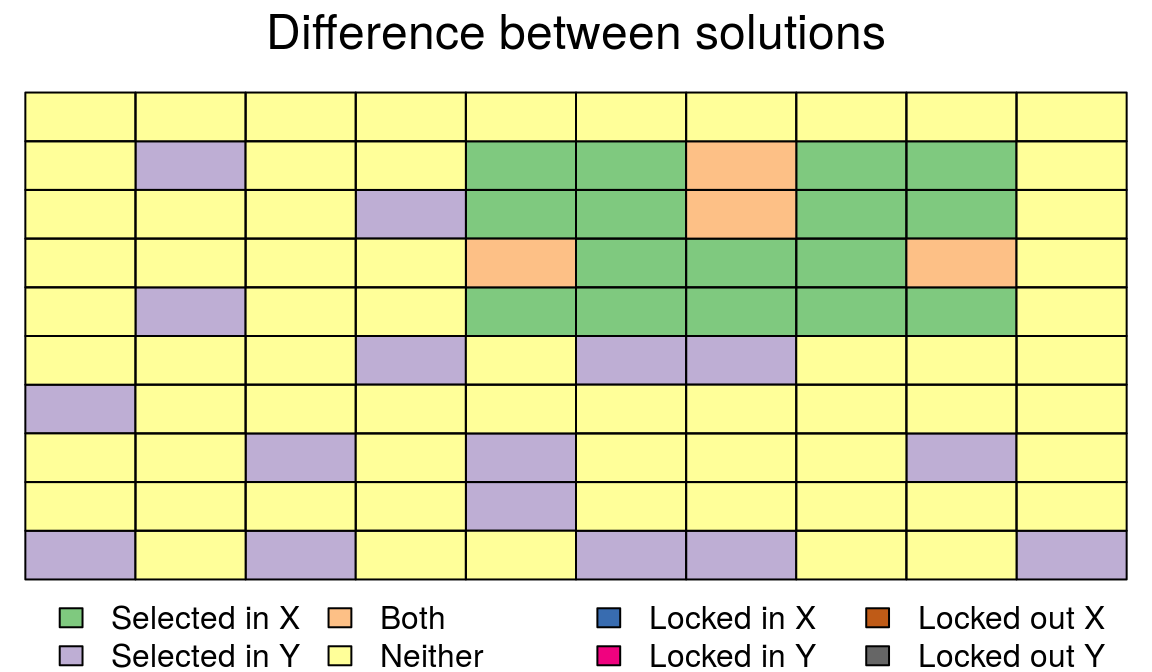 Difference between solutions
Selected in X Both Locked in X Locked out X
Selected in Y Neither Locked in Y Locked out Y